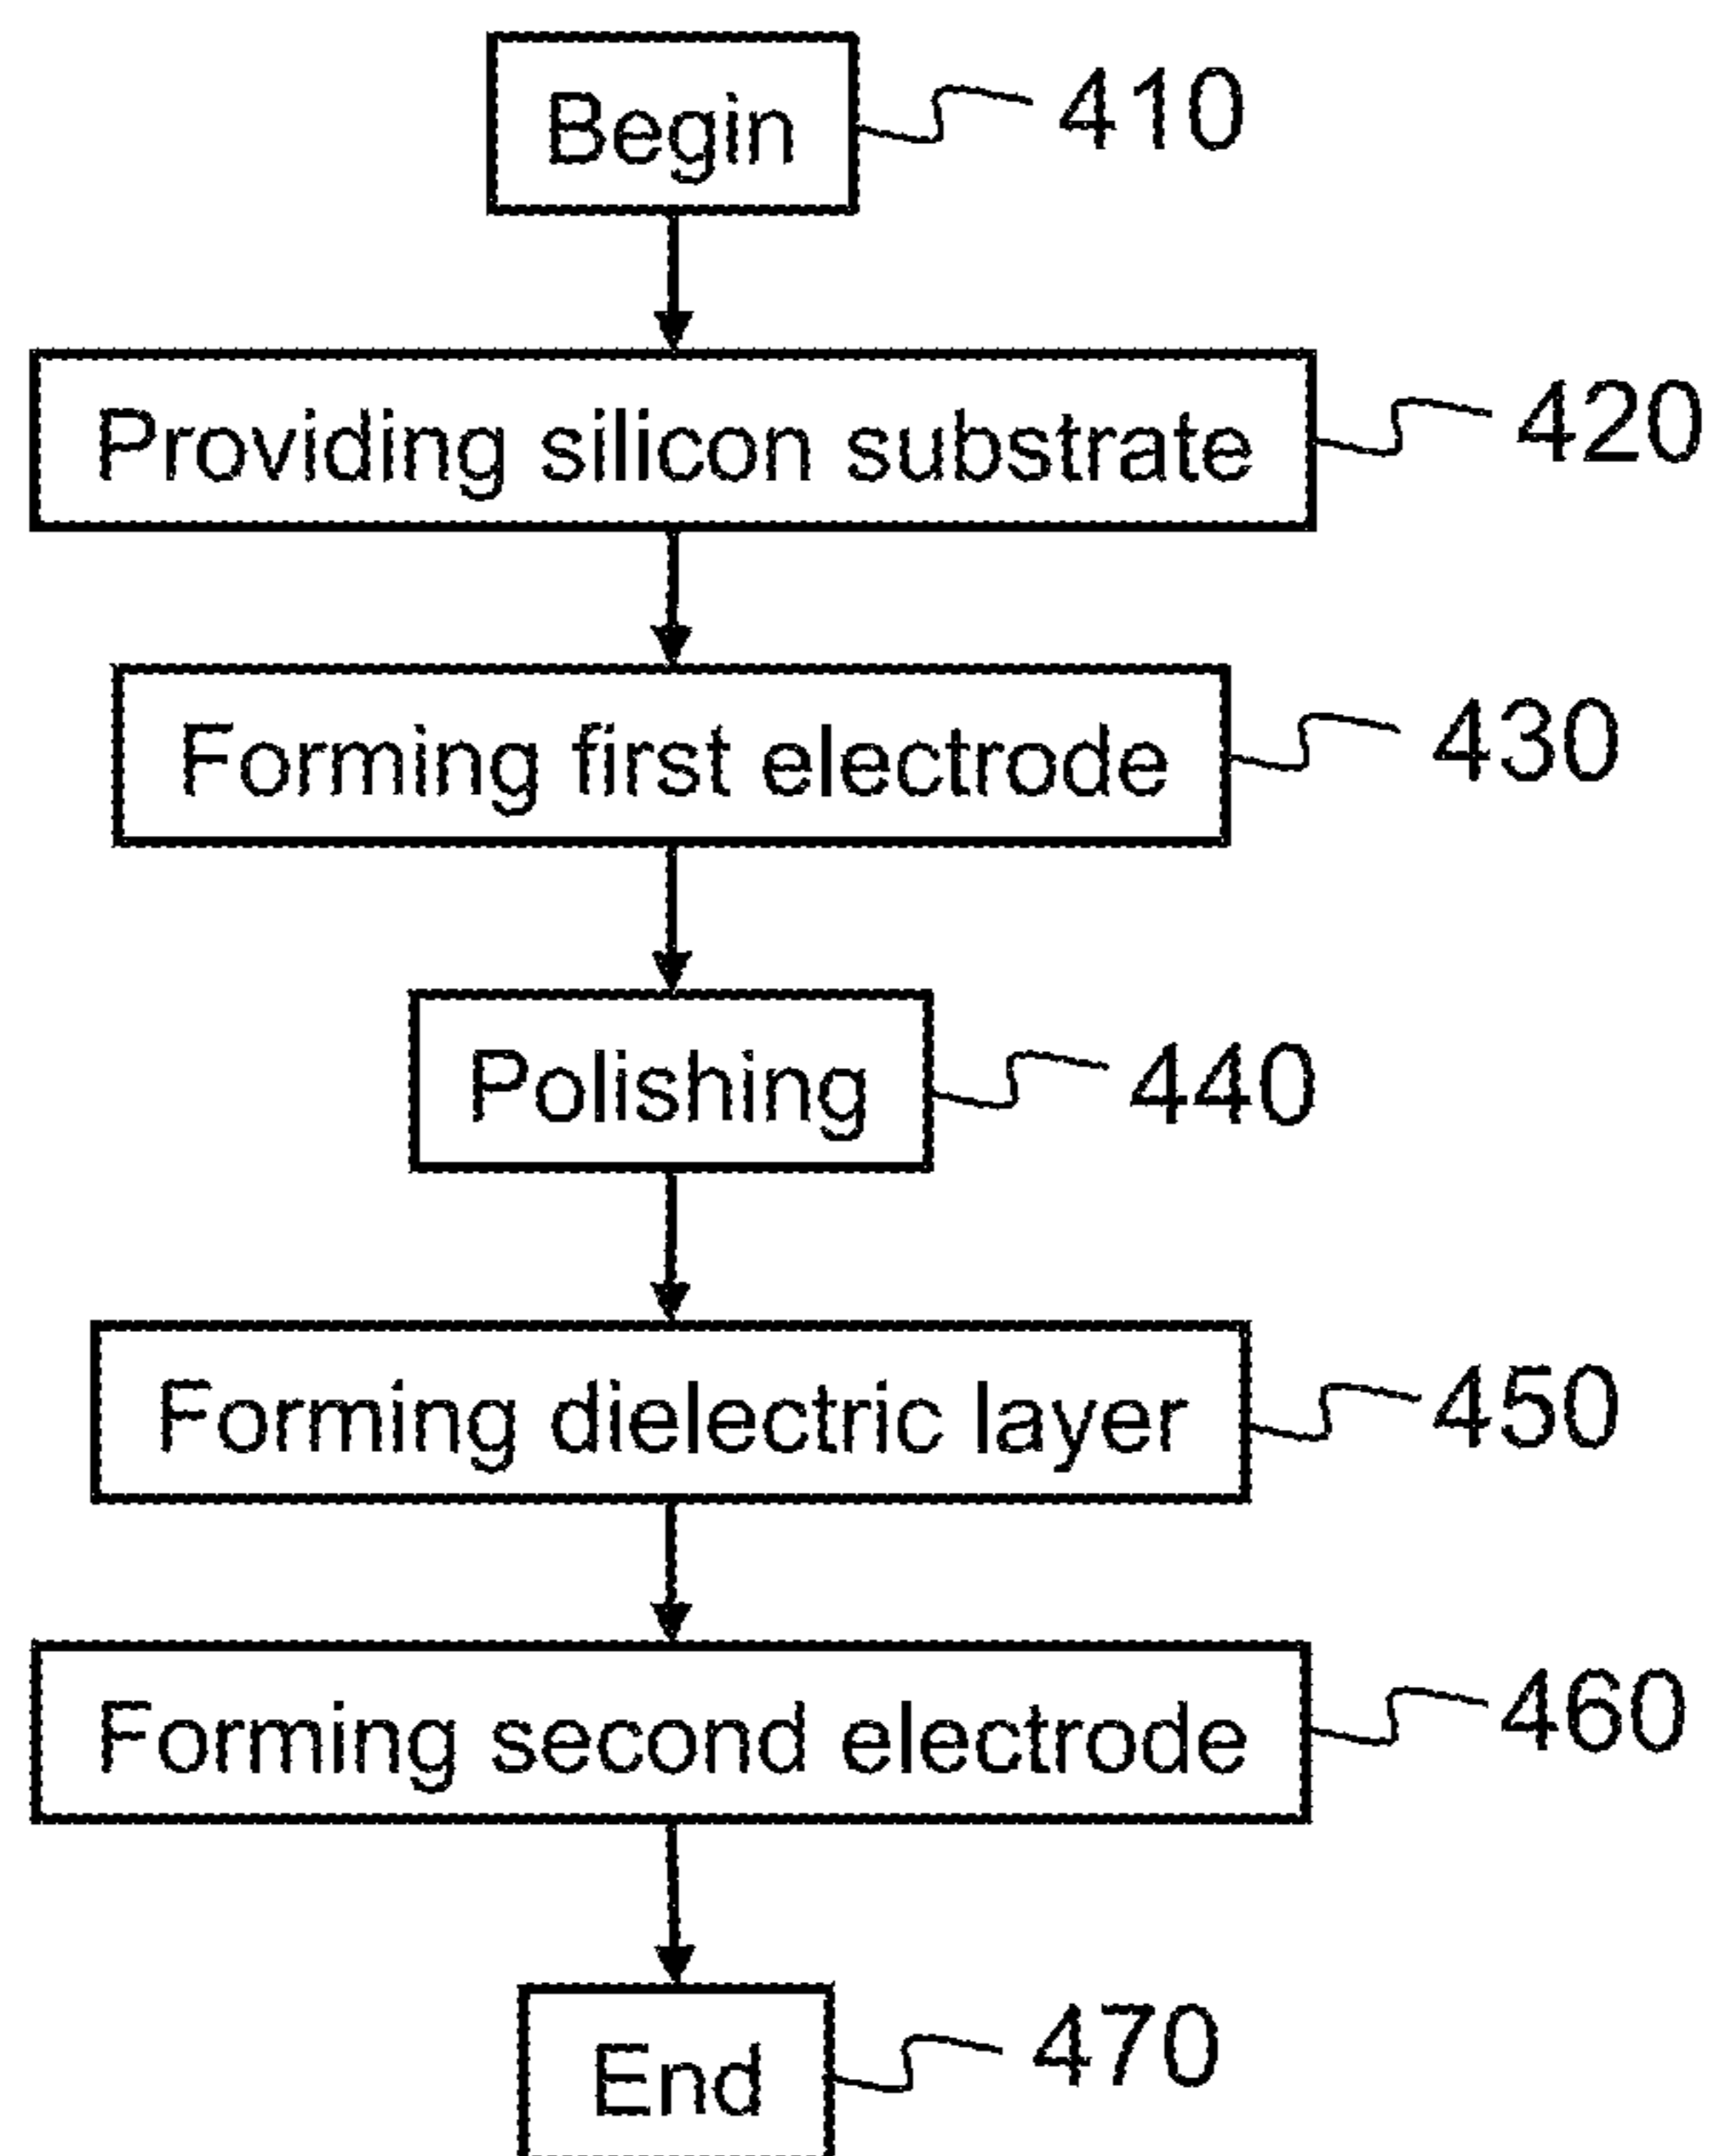 Begin 410
Providing silicon substrate 420
Forming first electrode 430
Polishing 440
Forming dielectric layer 450
Forming second electrode 460
End 470